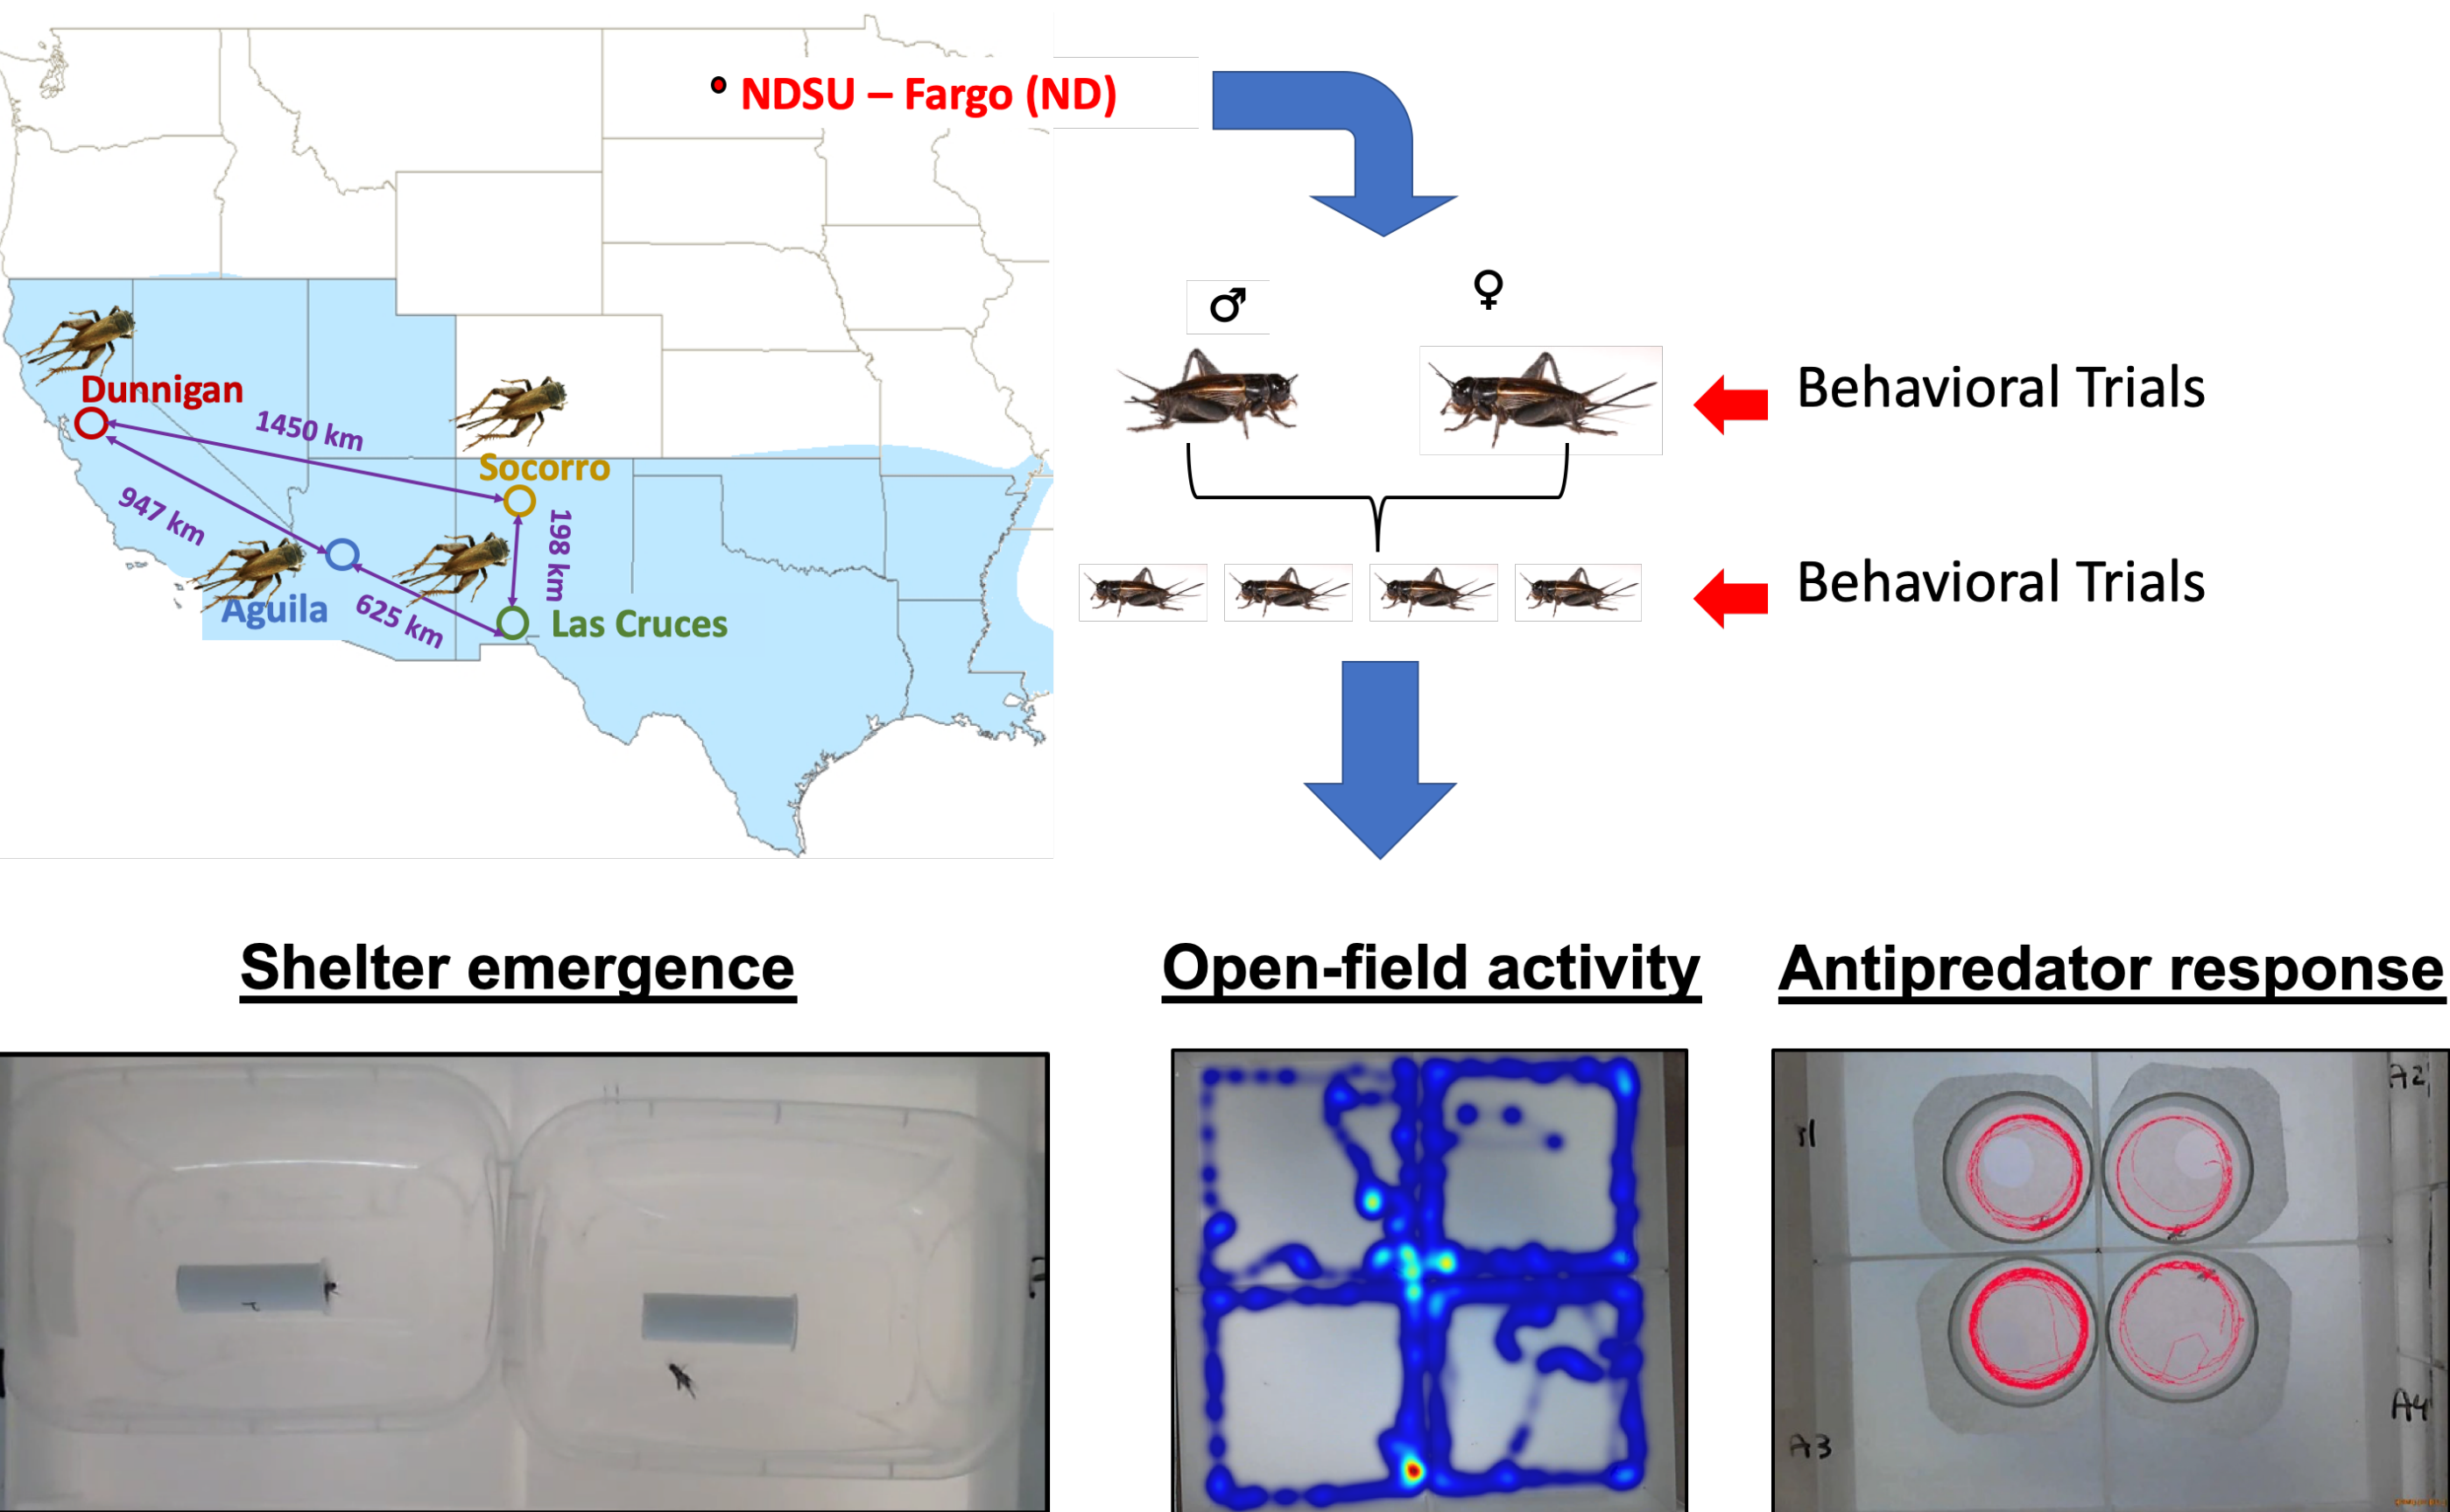 NDSU – Fargo (ND)
♂
♀
Dunnigan
1450 km
Socorro
947 km
198 km
Aguila
625 km
Las Cruces
Behavioral Trials
Behavioral Trials
Shelter emergence
Open-field activity
Antipredator response
A2
A3
A4